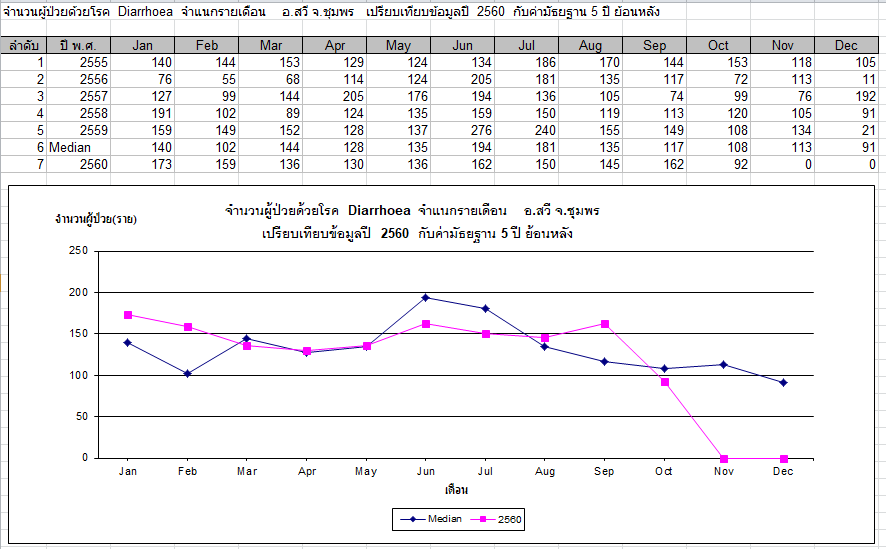 จำนวนผู้ป่วยด้วยโรค Diarrhoea จำแนกรายเดือน อ.สวี จ.ชุมพร เปรียบเทียบข้อมูลปี 2560 กับค่ามัธยฐาน 5 ปี ย้อนหลัง
ลำดับ ปี พ.ศ. Jan Feb Mar Apr May Jun Jul Aug Sep Oct Nov Dec
1 2555 140 144 153 129 124 134 186 170 144 153 118 105
2 2556 76 55 68 114 124 205 181 135 117 72 113 11
3 2557 127 99 144 205 176 194 136 105 74 99 76 192
4 2558 191 102 89 124 135 159 150 119 113 120 105 91
5 2559 159 149 152 128 137 276 240 155 149 108 134 21
6 Median 140 102 144 128 135 194 181 135 117 108 113 91
7 2560 173 159 136 130 136 162 150 145 162 92 0 0
จำนวนผู้ป่วยด้วยโรค Diarrhoea จำแนกรายเดือน อ.สวี จ.ชุมพร
จำนวนผู้ป่วย(ราย)
เปรียบเทียบข้อมูลปี 2560 กับค่ามัธยฐาน 5 ปี ย้อนหลัง
250
200
150
100
50
0
Jan Feb Mar Apr May Jun Jul Aug Sep Oct Nov Dec
เดือน
Median 2560